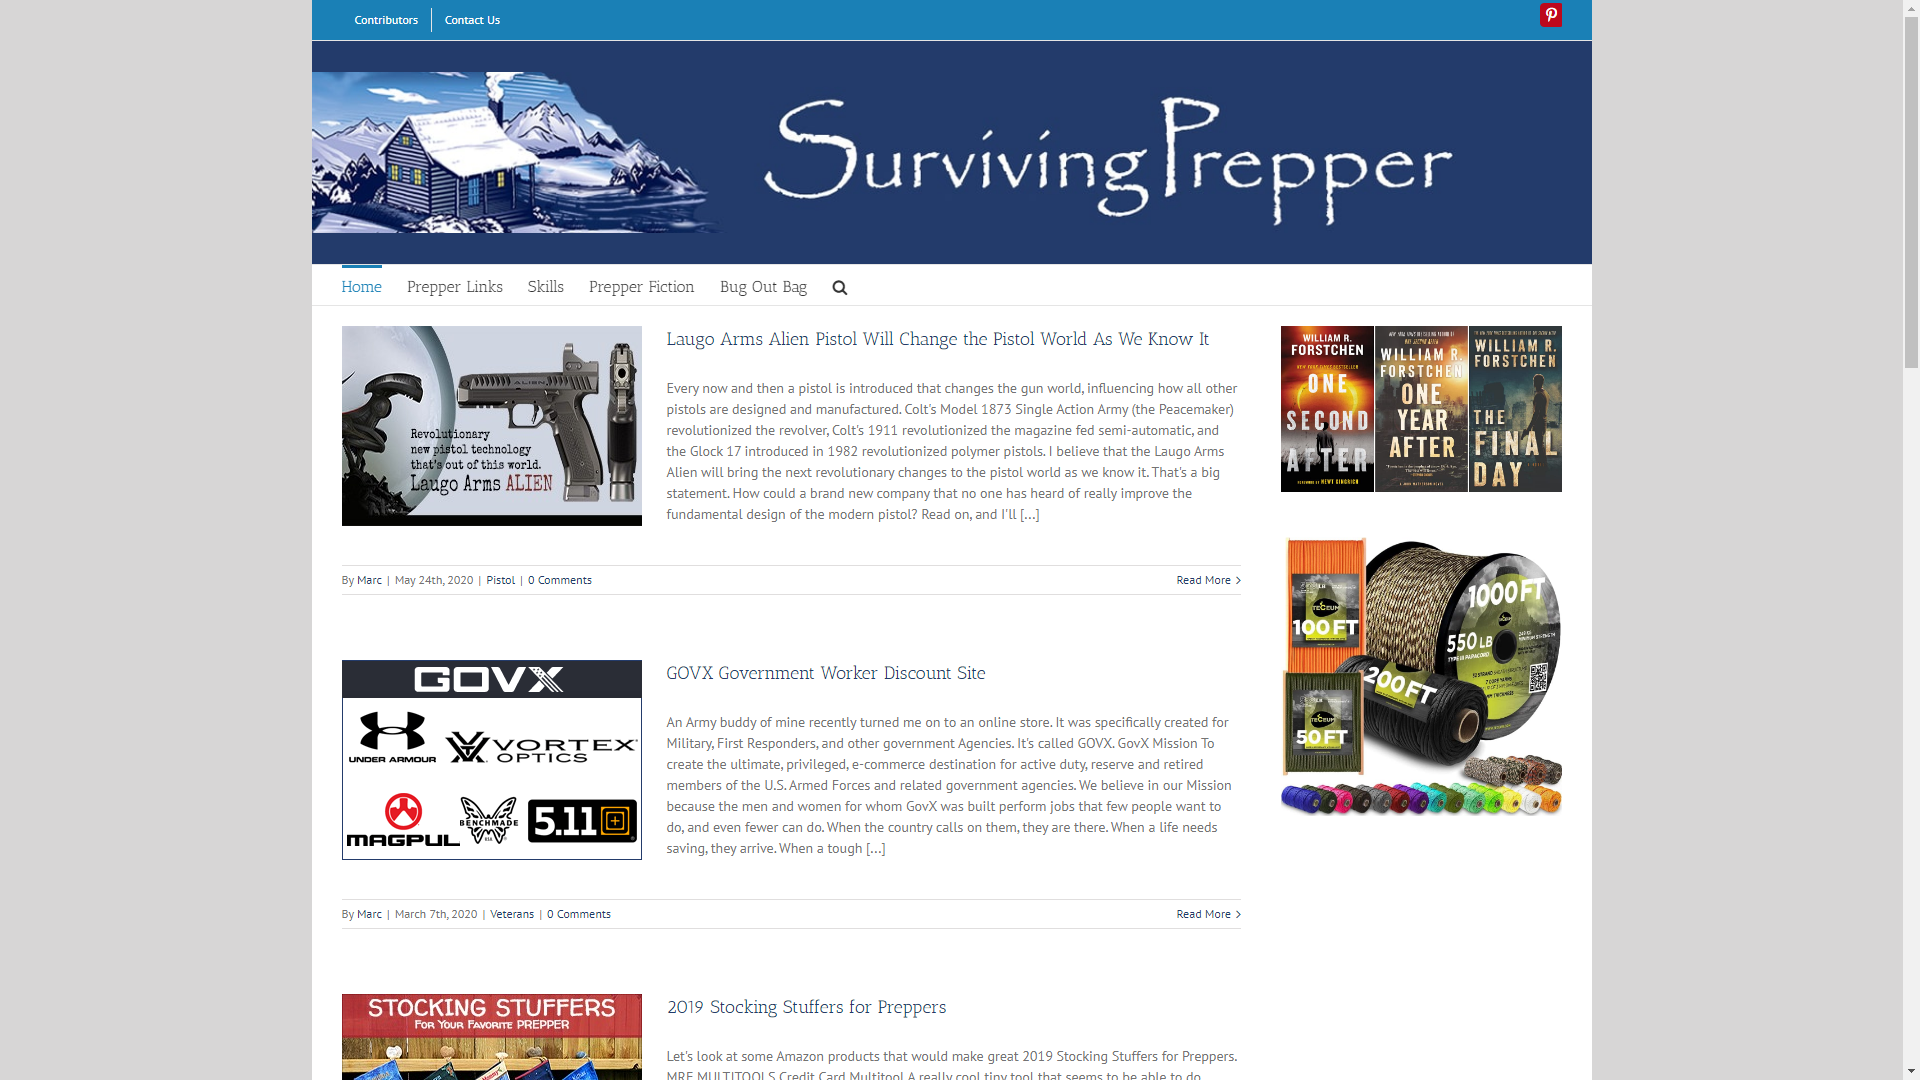 Contributors
Contact Us
SurvivingPrepper
Home
Prepper Links
Skills
Prepper Fiction
Bug Out Bag
Revolutionary
new pistol technology
that's out of this world.
Laugo Arms ALIEN
ALIEN
Laugo Arms Alien Pistol Will Change the Pistol World As We Know It
Every now and then a pistol is introduced that changes the gun world, influencing how all other
pistols are designed and manufactured. Colt's Model 1873 Single Action Army (the Peacemaker)
revolutionized the revolver, Colt's 1911 revolutionized the magazine fed semi-automatic, and
the Glock 17 introduced in 1982 revolutionized polymer pistols. I believe that the Laugo Arms
Alien will bring the next revolutionary changes to the pistol world as we know it. That's a big
statement. How could a brand new company that no one has heard of really improve the
fundamental design of the modern pistol? Read on, and I'll [...]
By Marc | May 24th, 2020 | Pistol | 0 Comments
Read More >
GOVX
UNDER ARMOUR
VORTEX
OPTICS
MAGPUL
BENCHMADE
5.11
GOVX Government Worker Discount Site
An Army buddy of mine recently turned me on to an online store. It was specifically created for
Military, First Responders, and other government Agencies. It's called GOVX. GovX Mission To
create the ultimate, privileged, e-commerce destination for active duty, reserve and retired
members of the U.S. Armed Forces and related government agencies. We believe in our Mission
because the men and women for whom GovX was built perform jobs that few people want to
do, and even fewer can do. When the country calls on them, they are there. When a life needs
saving, they arrive. When a tough [...]
By Marc | March 7th, 2020 | Veterans | 0 Comments
Read More >
STOCKING STUFFERS
FOR YOUR FAVORITE PREPPER
2019 Stocking Stuffers for Preppers
Let's look at some Amazon products that would make great 2019 Stocking Stuffers for Preppers.
MRE MULTITOOLS Credit Card Multitool A really cool tiny tool that seems to be able to do
WILLIAM R.
FORSTCHEN
ONE
SECOND
AFTER
WILLIAM R.
FORSTCHEN
ONE
YEAR
AFTER
WILLIAM R.
FORSTCHEN
THE
FINAL
DAY
TECEUM
100 FT
1000 FT
550 LB
TYPE III PARACORD
200 FT
TECEUM
50 FT